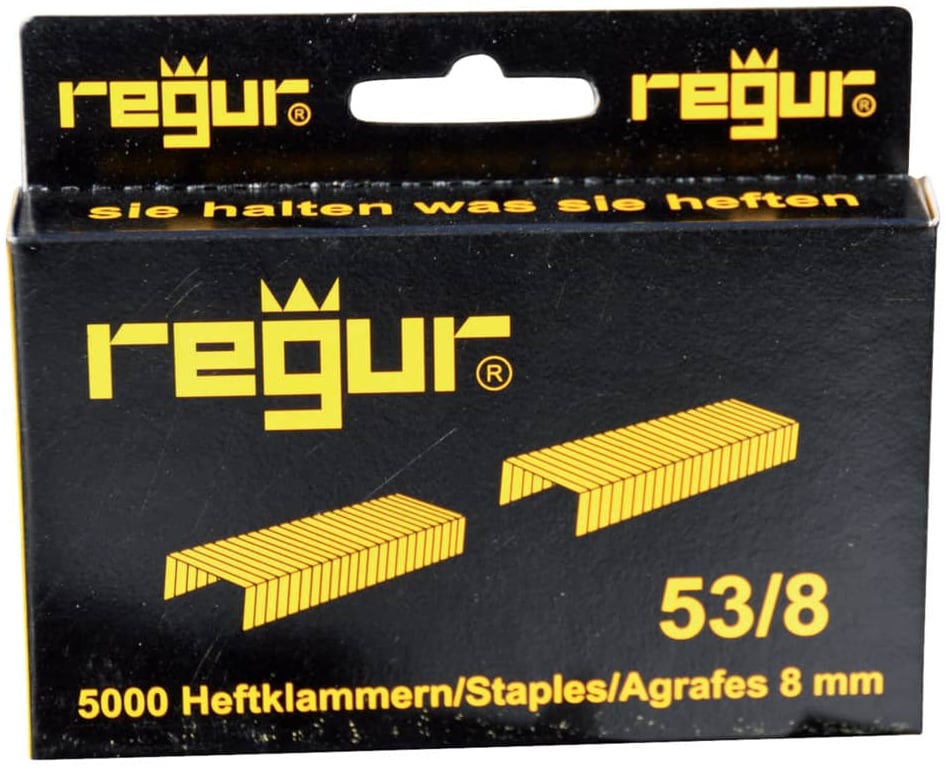 regur® regur®
sie halten was sie heften
regur®
53/8
5000 Heftklammern/Staples/Agrafes 8 mm